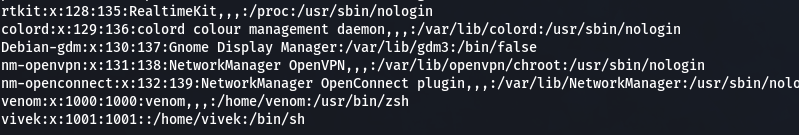 rtkit:x:128:135:RealtimeKit,,,:/proc:/usr/sbin/nologin
colord:x:129:136:colord colour management daemon,,,:/var/lib/colord:/usr/sbin/nologin
Debian-gdm:x:130:137:Gnome Display Manager:/var/lib/gdm3:/bin/false
nm-openvpn:x:131:138:NetworkManager OpenVPN,,,:/var/lib/openvpn/chroot:/usr/sbin/nologin
nm-openconnect:x:132:139:NetworkManager OpenConnect plugin,,,:/var/lib/NetworkManager:/usr/sbin/nolo
venom:x:1000:1000:venom,,,:/home/venom:/usr/bin/zsh
vivek:x:1001:1001::/home/vivek:/bin/sh